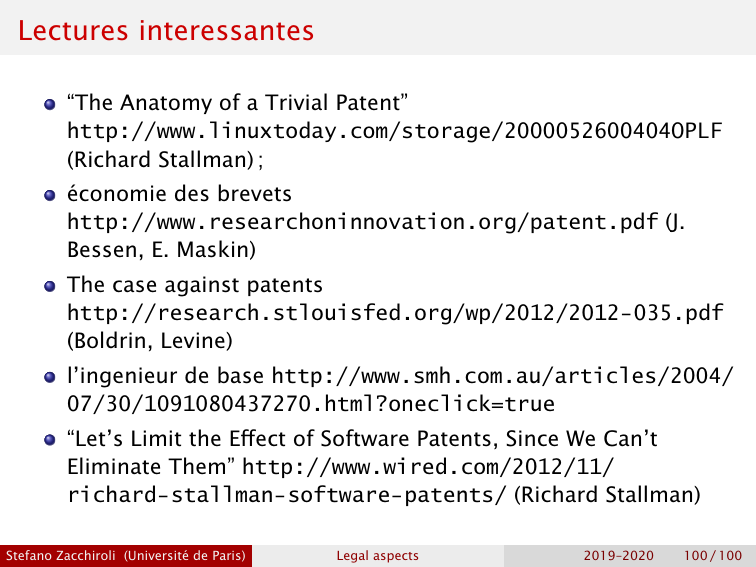 Lectures interessantes
“The Anatomy of a Trivial Patent”
http://www.linuxtoday.com/storage/2000052600404OPLF
(Richard Stallman) ;
économie des brevets
http://www.researchoninnovation.org/patent.pdf (J.
Bessen, E. Maskin)
The case against patents
http://research.stlouisfed.org/wp/2012/2012-035.pdf
(Boldrin, Levine)
l’ingenieur de base http://www.smh.com.au/articles/2004/
07/30/1091080437270.html?oneclick=true
“Let’s Limit the Effect of Software Patents, Since We Can’t
Eliminate Them” http://www.wired.com/2012/11/
richard-stallman-software-patents/ (Richard Stallman)
Stefano Zacchiroli (Université de Paris) Legal aspects 2019–2020 100 / 100